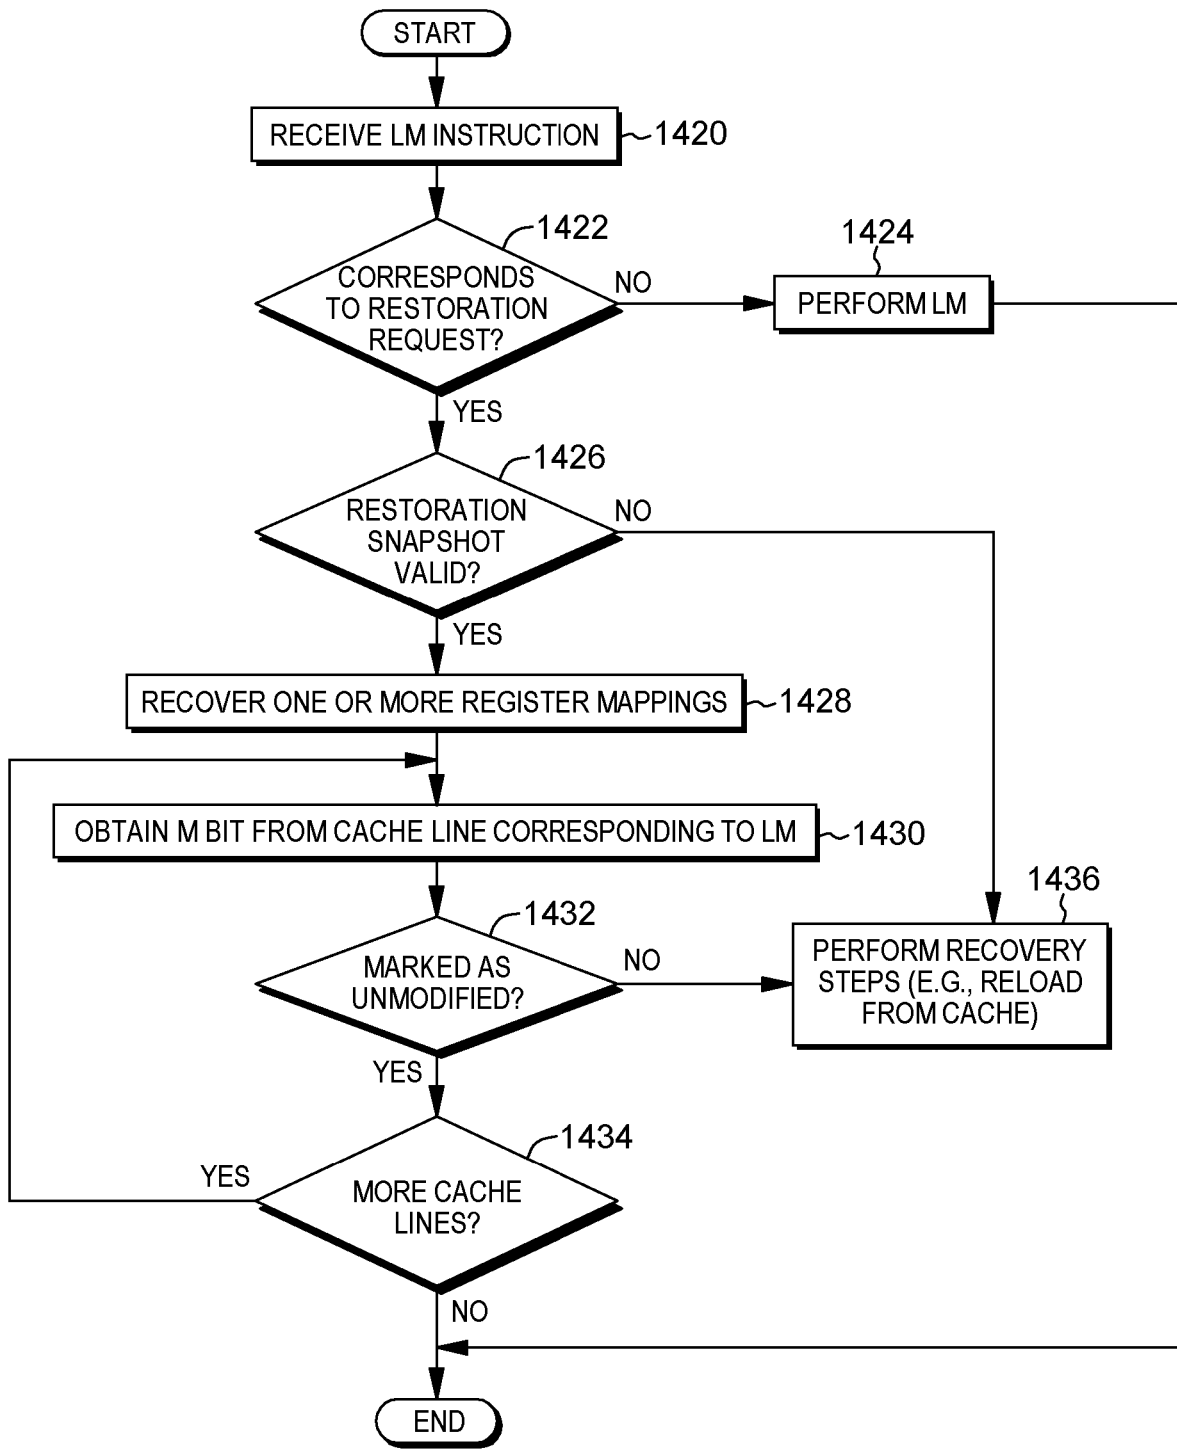 START
RECEIVE LM INSTRUCTION
1420
1422
CORRESPONDS
TO RESTORATION
REQUEST?
NO
1424
PERFORM LM
YES
1426
RESTORATION
SNAPSHOT
VALID?
NO
YES
RECOVER ONE OR MORE REGISTER MAPPINGS
1428
OBTAIN M BIT FROM CACHE LINE CORRESPONDING TO LM
1430
1432
MARKED AS
UNMODIFIED?
NO
1436
PERFORM RECOVERY
STEPS (E.G., RELOAD
FROM CACHE)
YES
1434
MORE CACHE
LINES?
YES
NO
END